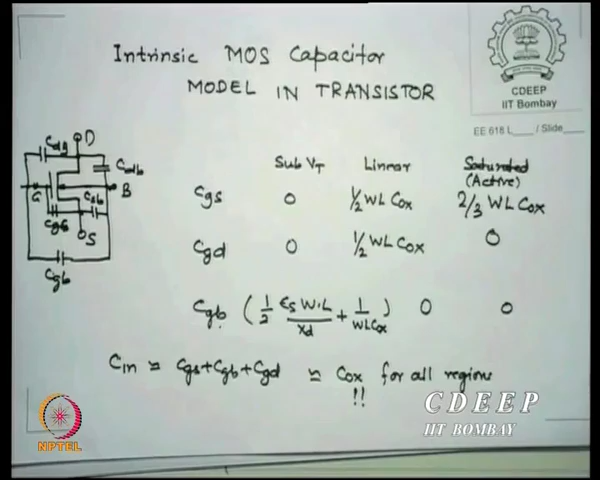 Intrinsic MOS Capacitor
MODEL IN TRANSISTOR
CDEEP
IIT Bombay
EE 618 L____ / Slide____
Sub VT Linear Saturated
(Active)
Cgs 0 1/2 WL Cox 2/3 WL Cox
Cgd 0 1/2 WL Cox 0
Cgb ( 1/2 εs W.L / Xd + 1 / WLCox ) 0 0
Cdg D Cdb
G B
Cgs Csb
S
Cgb
Cin ≃ Cgs + Cgb + Cgd ≃ Cox for all regions
!!
CDEEP
IIT BOMBAY
NPTEL